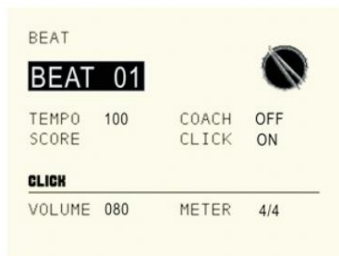 BEAT
BEAT 01
TEMPO 100 COACH OFF
SCORE CLICK ON
CLICK
VOLUME 080 METER 4/4